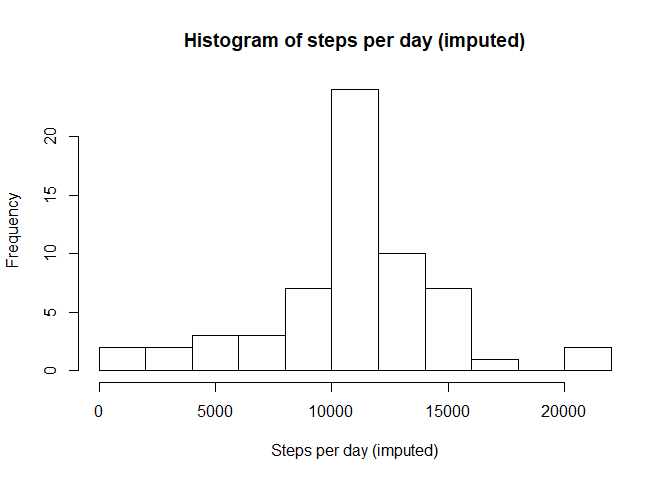 Histogram of steps per day (imputed)
Frequency
20
15
10
5
0
0 5000 10000 15000 20000
Steps per day (imputed)